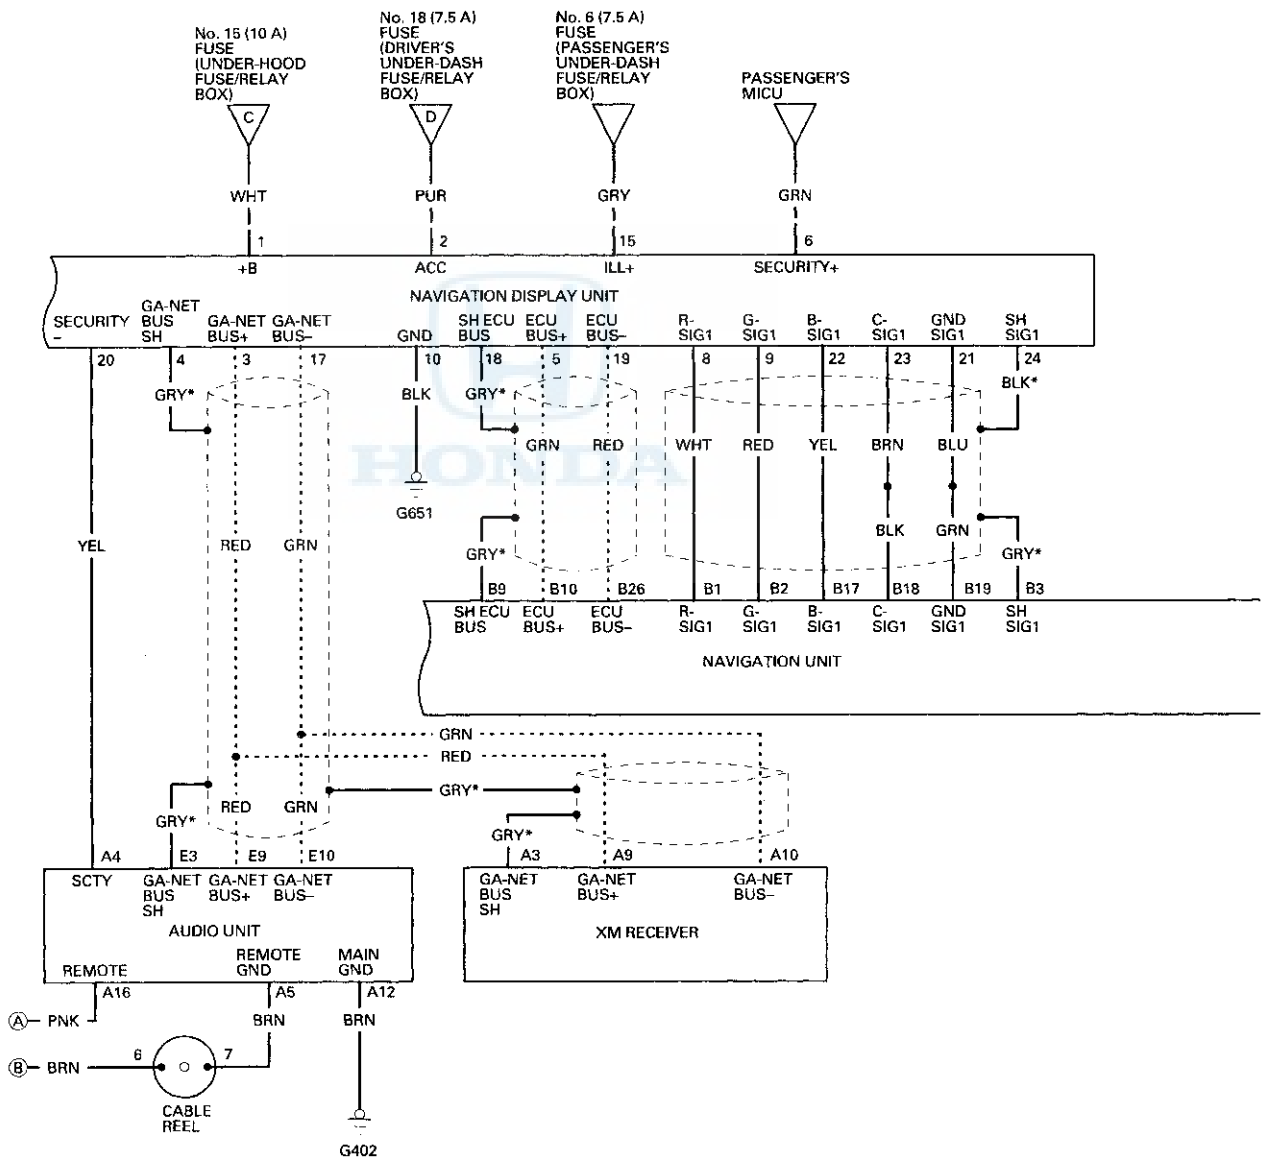 No. 15 (10 A)
FUSE
(UNDER-HOOD
FUSE/RELAY
BOX)
No. 18 (7.5 A)
FUSE
(DRIVER'S
UNDER-DASH
FUSE/RELAY
BOX)
No. 6 (7.5 A)
FUSE
(PASSENGER'S
UNDER-DASH
FUSE/RELAY
BOX)
PASSENGER'S
MICU
C
D
WHT
PUR
GRY
GRN
1
2
15
6
+B
ACC
ILL+
SECURITY+
NAVIGATION DISPLAY UNIT
SECURITY
–
GA-NET
BUS
SH
GA-NET
BUS+
GA-NET
BUS–
GND
SH ECU
BUS
ECU
BUS+
ECU
BUS–
R-
SIG1
G-
SIG1
B-
SIG1
C-
SIG1
GND
SIG1
SH
SIG1
20
4
3
17
10
18
5
19
8
9
22
23
21
24
GRY*
BLK
GRY*
BLK*
HONDA
GRN
RED
WHT
RED
YEL
BRN
BLU
G651
YEL
RED
GRN
GRY*
BLK
GRN
GRY*
B9
B10
B26
B1
B2
B17
B18
B19
B3
SH ECU
BUS
ECU
BUS+
ECU
BUS–
R-
SIG1
G-
SIG1
B-
SIG1
C-
SIG1
GND
SIG1
SH
SIG1
NAVIGATION UNIT
GRN
RED
GRY*
RED
GRN
GRY*
GRY*
A4
E3
E9
E10
A3
A9
A10
SCTY
GA-NET
BUS
SH
GA-NET
BUS+
GA-NET
BUS–
GA-NET
BUS
SH
GA-NET
BUS+
GA-NET
BUS–
AUDIO UNIT
XM RECEIVER
REMOTE
REMOTE
GND
MAIN
GND
A16
A5
A12
A
PNK
BRN
BRN
B
BRN
6
7
CABLE
REEL
G402